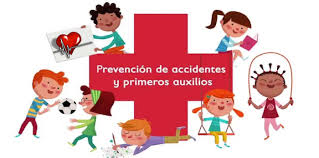 Prevención de accidentes
y primeros auxilios